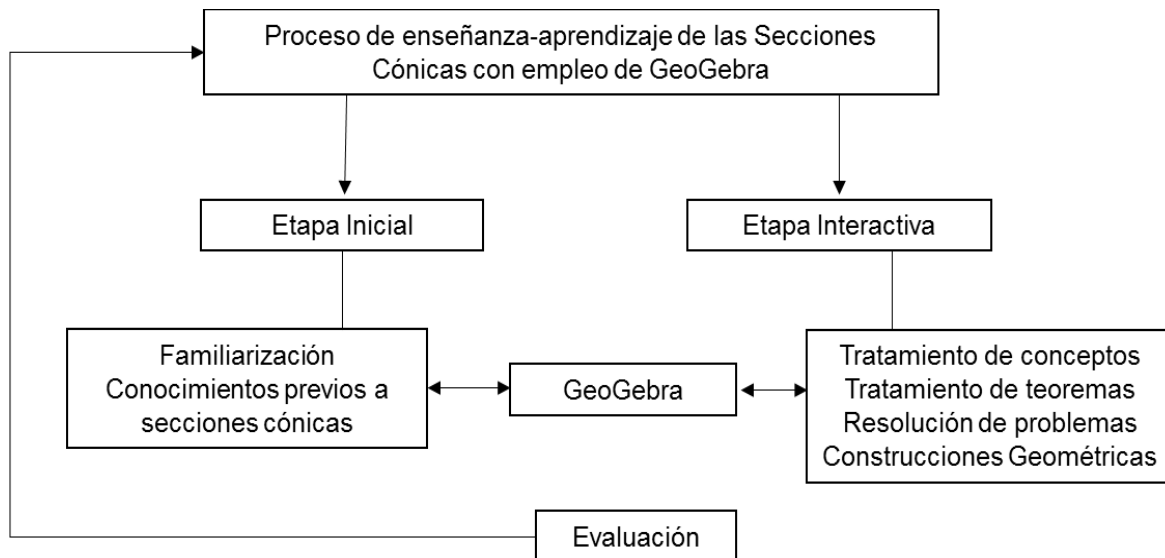 Proceso de enseñanza-aprendizaje de las Secciones
Cónicas con empleo de GeoGebra
Etapa Inicial
Etapa Interactiva
Familiarización
Conocimientos previos a
secciones cónicas
GeoGebra
Tratamiento de conceptos
Tratamiento de teoremas
Resolución de problemas
Construcciones Geométricas
Evaluación